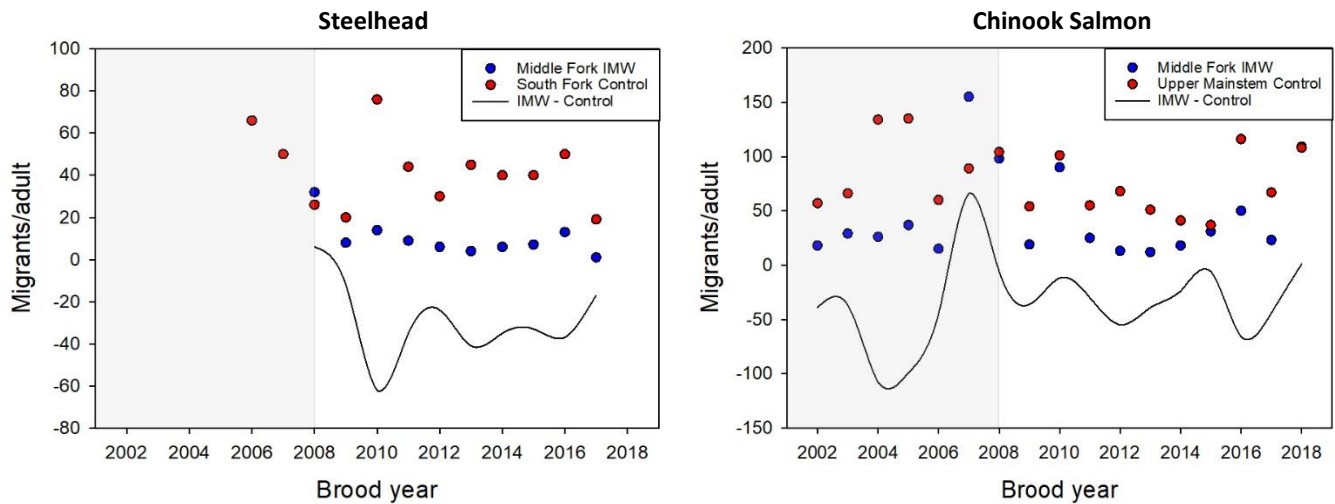 Steelhead
100
80
60
40
20
0
-20
-40
-60
-80
Migrants/adult
Middle Fork IMW
South Fork Control
IMW - Control
2002 2004 2006 2008 2010 2012 2014 2016 2018
Brood year
Chinook Salmon
200
150
100
50
0
-50
-100
-150
Migrants/adult
Middle Fork IMW
Upper Mainstem Control
IMW - Control
2002 2004 2006 2008 2010 2012 2014 2016 2018
Brood year